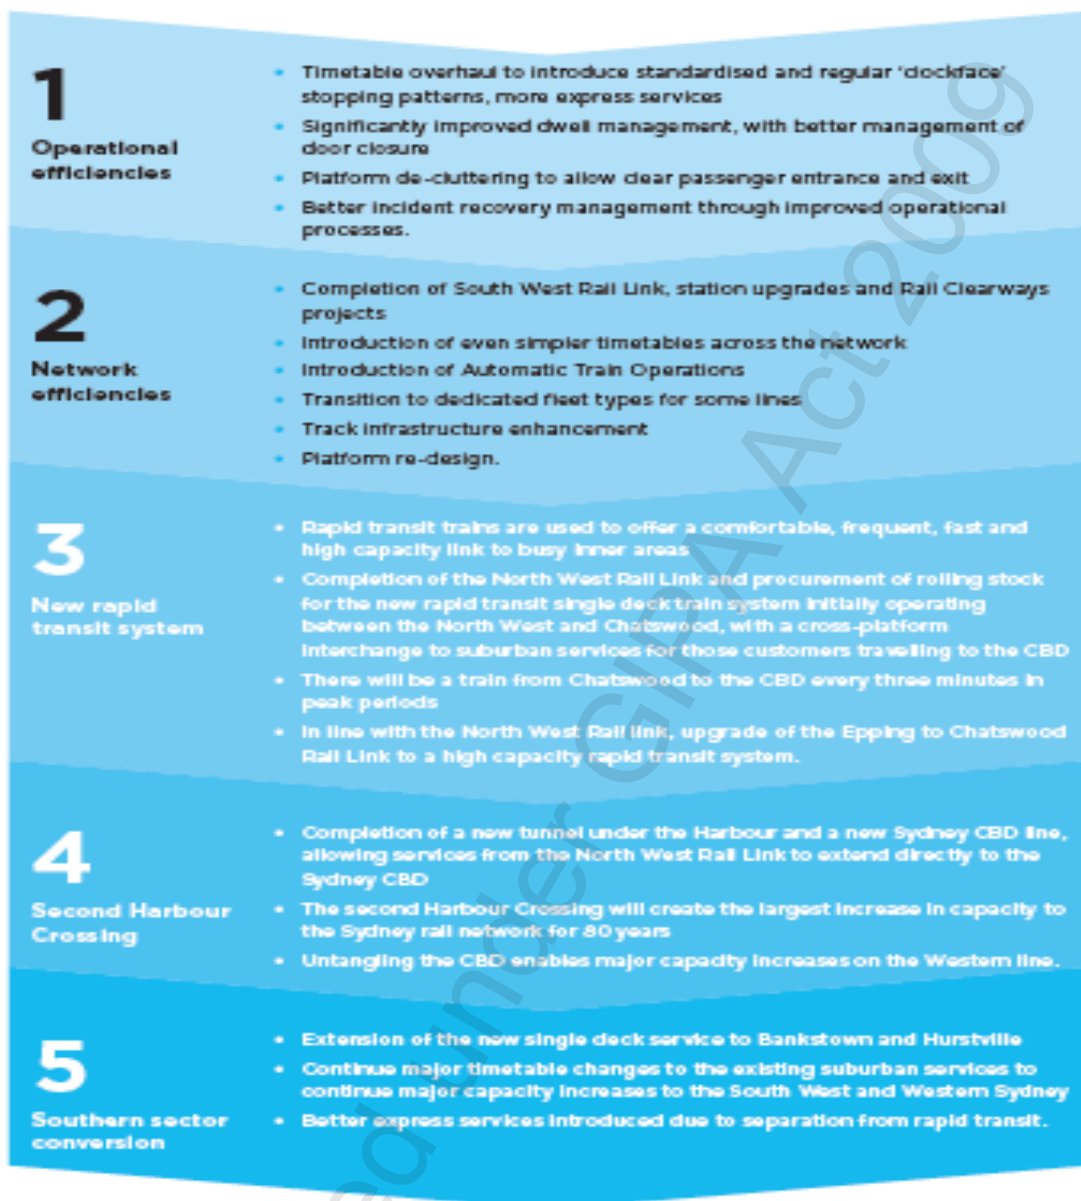 1
Operational
efficiencies
• Timetable overhaul to introduce standardised and regular 'clockface'
stopping patterns, more express services
• Significantly improved dwell management, with better management of
door closure
• Platform de-cluttering to allow clear passenger entrance and exit
• Better incident recovery management through improved operational
processes.
2
Network
efficiencies
• Completion of South West Rail Link, station upgrades and Rail Clearways
projects
• Introduction of even simpler timetables across the network
• Introduction of Automatic Train Operations
• Transition to dedicated fleet types for some lines
• Track infrastructure enhancement
• Platform re-design.
3
New rapid
transit system
• Rapid transit trains are used to offer a comfortable, frequent, fast and
high capacity link to busy inner areas
• Completion of the North West Rail Link and procurement of rolling stock
for the new rapid transit single deck train system initially operating
between the North West and Chatswood, with a cross-platform
interchange to suburban services for those customers travelling to the CBD
• There will be a train from Chatswood to the CBD every three minutes in
peak periods
• In line with the North West Rail link, upgrade of the Epping to Chatswood
Rail Link to a high capacity rapid transit system.
4
Second Harbour
Crossing
• Completion of a new tunnel under the Harbour and a new Sydney CBD line,
allowing services from the North West Rail Link to extend directly to the
Sydney CBD
• The second Harbour Crossing will create the largest increase in capacity to
the Sydney rail network for 80 years
• Untangling the CBD enables major capacity increases on the Western line.
5
Southern sector
conversion
• Extension of the new single deck service to Bankstown and Hurstville
• Continue major timetable changes to the existing suburban services to
continue major capacity increases to the South West and Western Sydney
• Better express services introduced due to separation from rapid transit.
under GIPA Act 2009